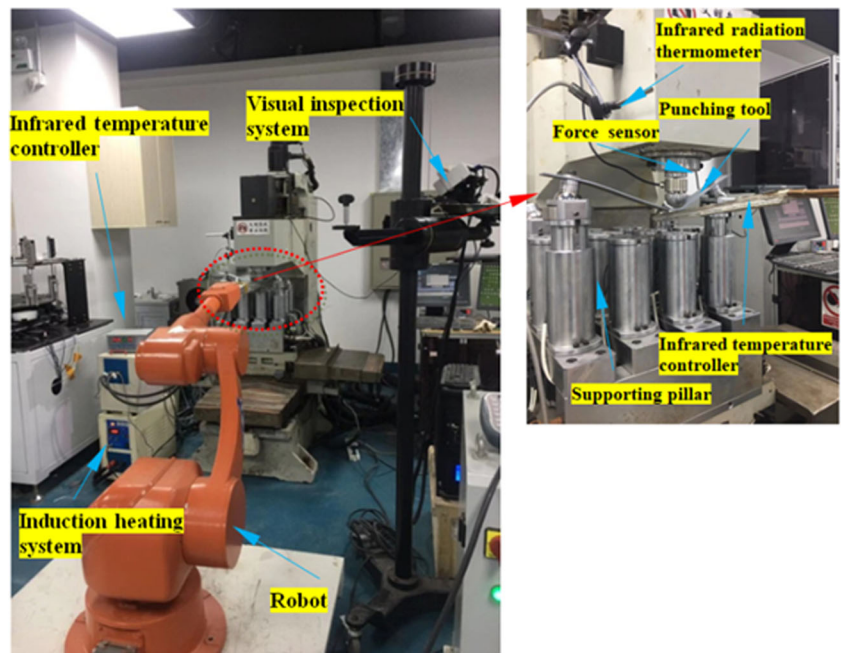 Infrared temperature
controller
Visual inspection
system
Induction heating
system
Robot
Infrared radiation
thermometer
Punching tool
Force sensor
Infrared temperature
controller
Supporting pillar